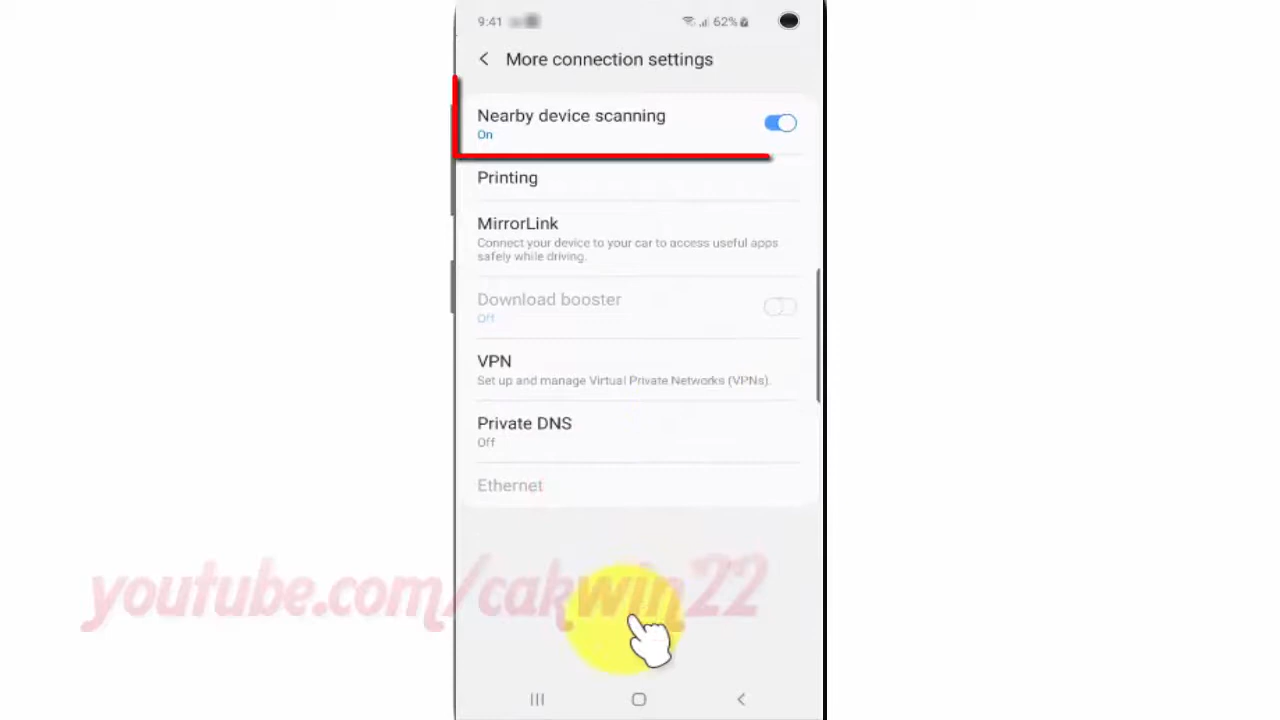 9:41
62%
More connection settings
Nearby device scanning
On
Printing
MirrorLink
Connect your device to your car to access useful apps
safely while driving.
Download booster
Off
VPN
Set up and manage Virtual Private Networks (VPNs).
Private DNS
Off
Ethernet
youtube.com/cakwin22